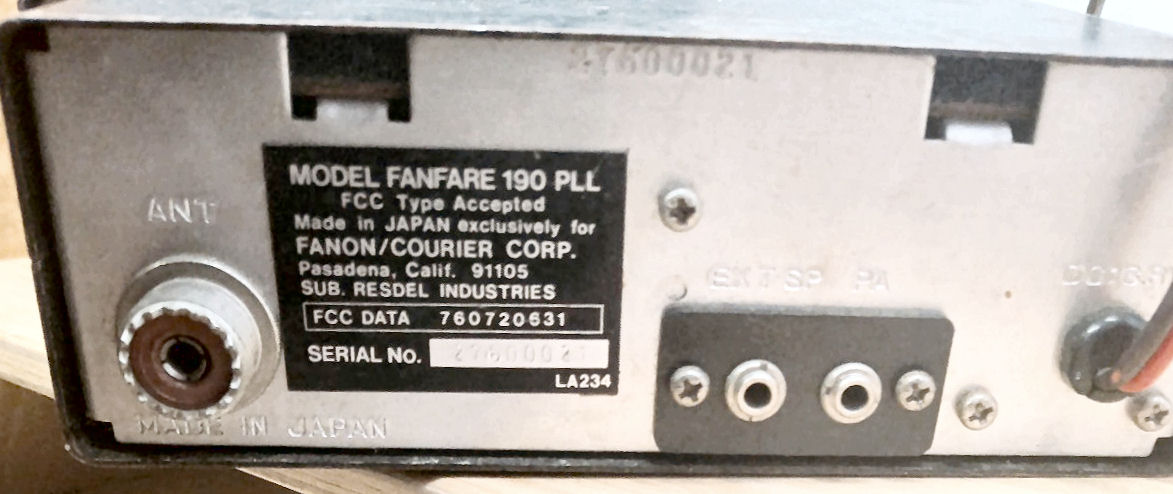 27600021
MODEL FANFARE 190 PLL
FCC Type Accepted
Made in JAPAN exclusively for
FANON/COURIER CORP.
Pasadena, Calif. 91105
SUB. RESDEL INDUSTRIES
FCC DATA 760720631
SERIAL No. 27600021
LA234
ANT
EXT SP PA
MADE IN JAPAN